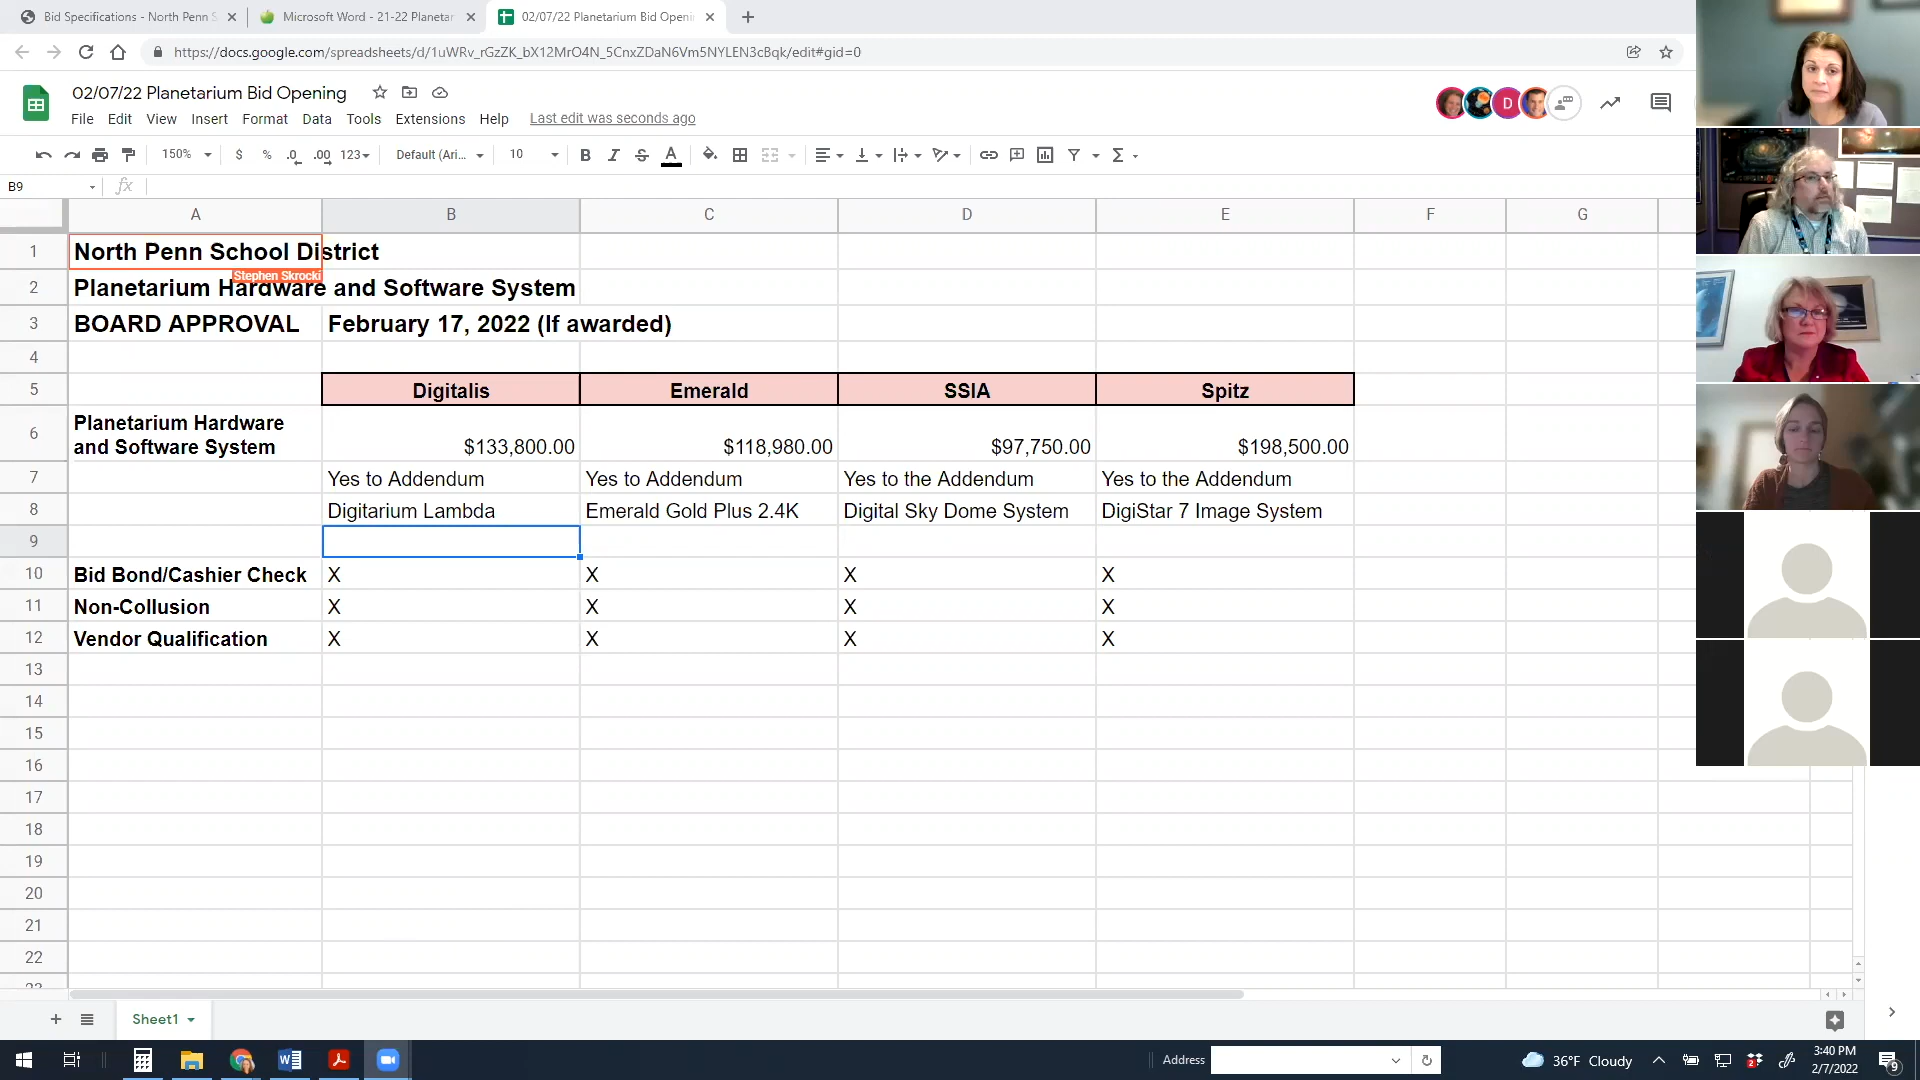 Bid Specifications - North Penn S
Microsoft Word - 21-22 Planetar
02/07/22 Planetarium Bid Openin
https://docs.google.com/spreadsheets/d/1uWRv_rGzZK_bX12MrO4N_5CnxZDaN6Vm5NYLEN3cBqk/edit#gid=0
02/07/22 Planetarium Bid Opening
File Edit View Insert Format Data Tools Extensions Help Last edit was seconds ago
D
150% $ % .0 .00 123 Default (Ari... 10 B I S A
B9 fx
A B C D E F G
1 North Penn School District
Stephen Skrocki
2 Planetarium Hardware and Software System
3 BOARD APPROVAL February 17, 2022 (If awarded)
4
5 Digitalis Emerald SSIA Spitz
6 Planetarium Hardware and Software System $133,800.00 $118,980.00 $97,750.00 $198,500.00
7 Yes to Addendum Yes to Addendum Yes to the Addendum Yes to the Addendum
8 Digitarium Lambda Emerald Gold Plus 2.4K Digital Sky Dome System DigiStar 7 Image System
9
10 Bid Bond/Cashier Check X X X X
11 Non-Collusion X X X X
12 Vendor Qualification X X X X
13
14
15
16
17
18
19
20
21
22
23
Sheet1
Address
36°F Cloudy
3:40 PM
2/7/2022
9